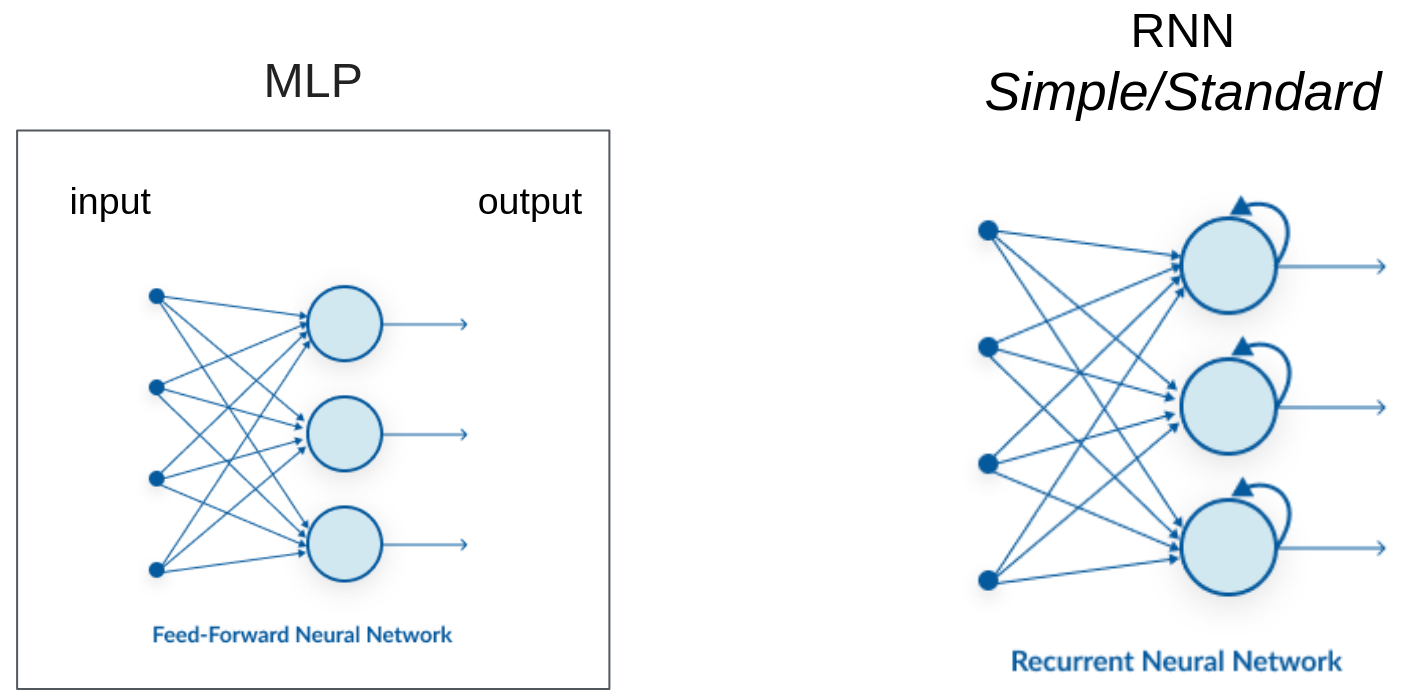 MLP
input
output
Feed-Forward Neural Network
RNN
Simple/Standard
Recurrent Neural Network